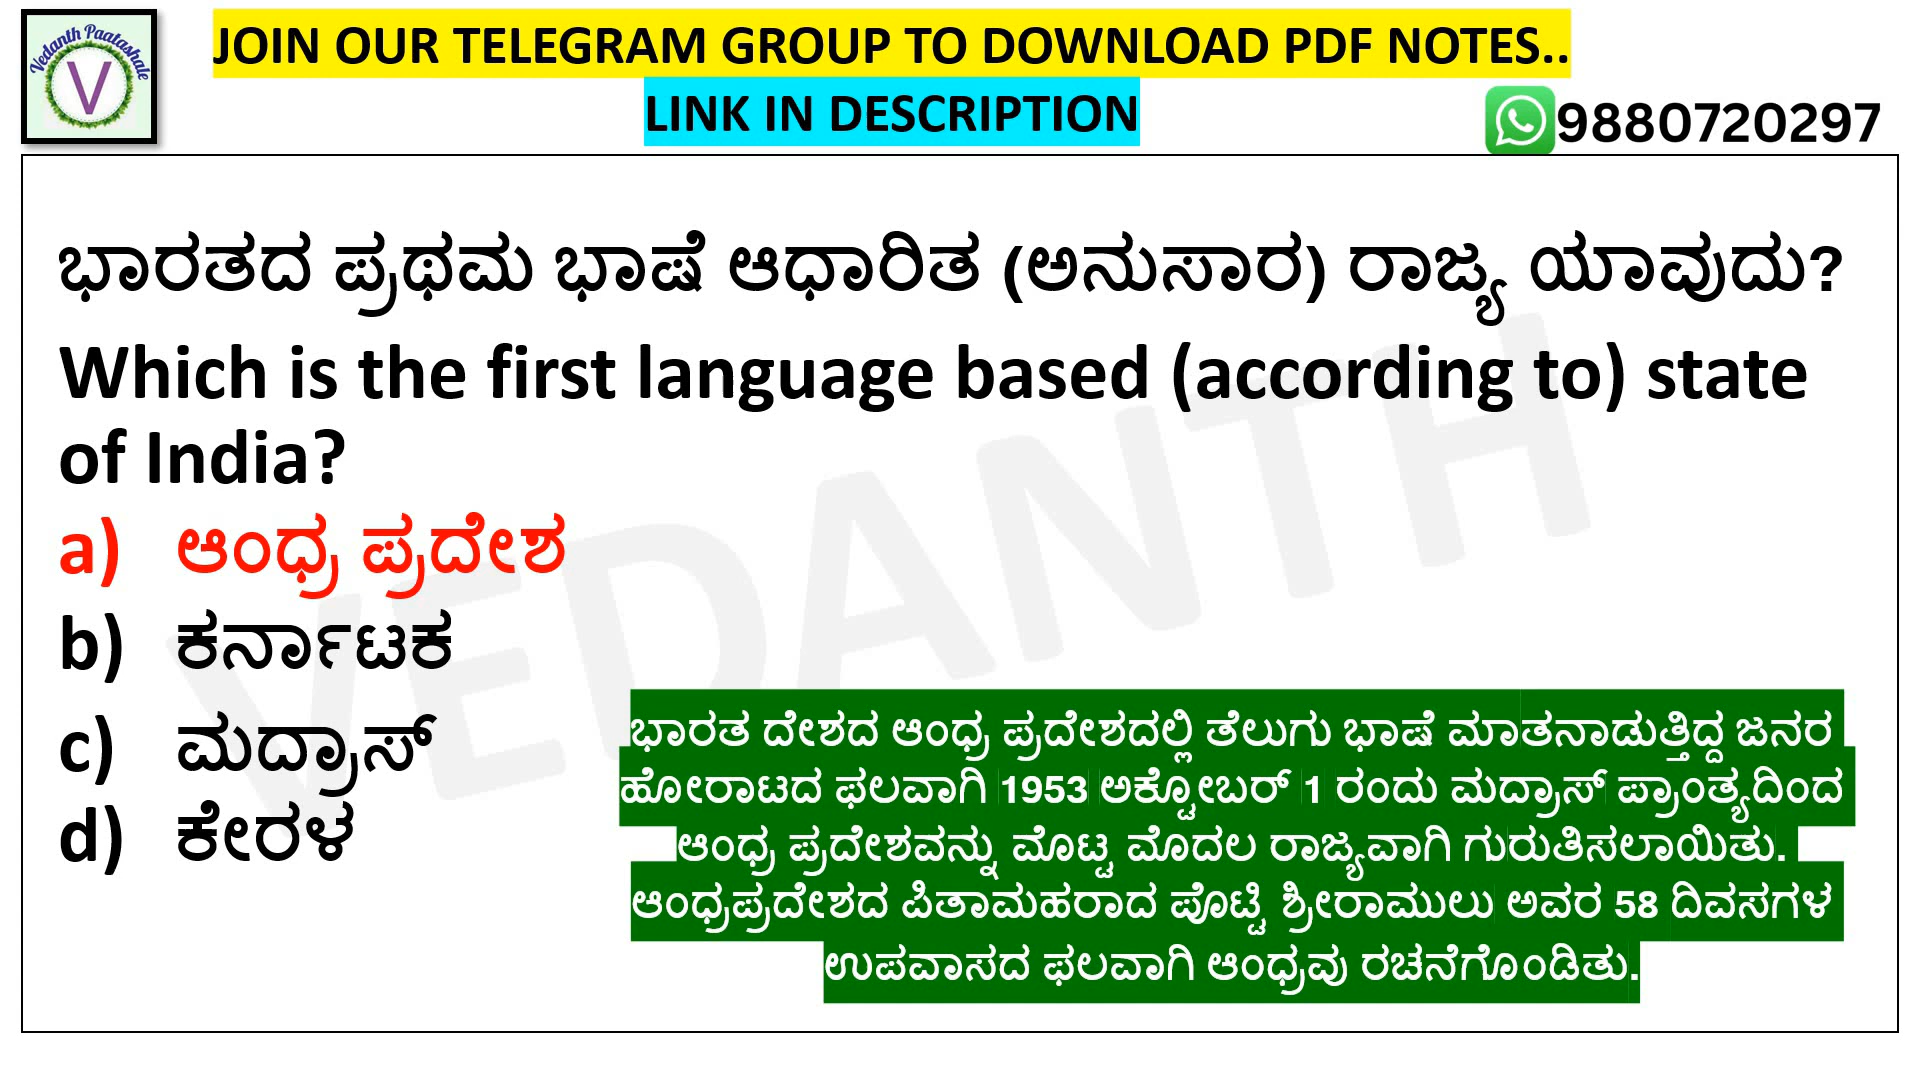 Vedanth Paatashale
V
JOIN OUR TELEGRAM GROUP TO DOWNLOAD PDF NOTES..
LINK IN DESCRIPTION
9880720297
ಭಾರತದ ಪ್ರಥಮ ಭಾಷೆ ಆಧಾರಿತ (ಅನುಸಾರ) ರಾಜ್ಯ ಯಾವುದು?
Which is the first language based (according to) state
of India?
a) ಆಂಧ್ರ ಪ್ರದೇಶ
b) ಕರ್ನಾಟಕ
c) ಮದ್ರಾಸ್
d) ಕೇರಳ
ಭಾರತ ದೇಶದ ಆಂಧ್ರ ಪ್ರದೇಶದಲ್ಲಿ ತೆಲುಗು ಭಾಷೆ ಮಾತನಾಡುತ್ತಿದ್ದ ಜನರ
ಹೋರಾಟದ ಫಲವಾಗಿ 1953 ಅಕ್ಟೋಬರ್ 1 ರಂದು ಮದ್ರಾಸ್ ಪ್ರಾಂತ್ಯದಿಂದ
ಆಂಧ್ರ ಪ್ರದೇಶವನ್ನು ಮೊಟ್ಟ ಮೊದಲ ರಾಜ್ಯವಾಗಿ ಗುರುತಿಸಲಾಯಿತು.
ಆಂಧ್ರಪ್ರದೇಶದ ಪಿತಾಮಹರಾದ ಪೊಟ್ಟಿ ಶ್ರೀರಾಮುಲು ಅವರ 58 ದಿವಸಗಳ
ಉಪವಾಸದ ಫಲವಾಗಿ ಆಂಧ್ರವು ರಚನೆಗೊಂಡಿತು.
VEDANTH